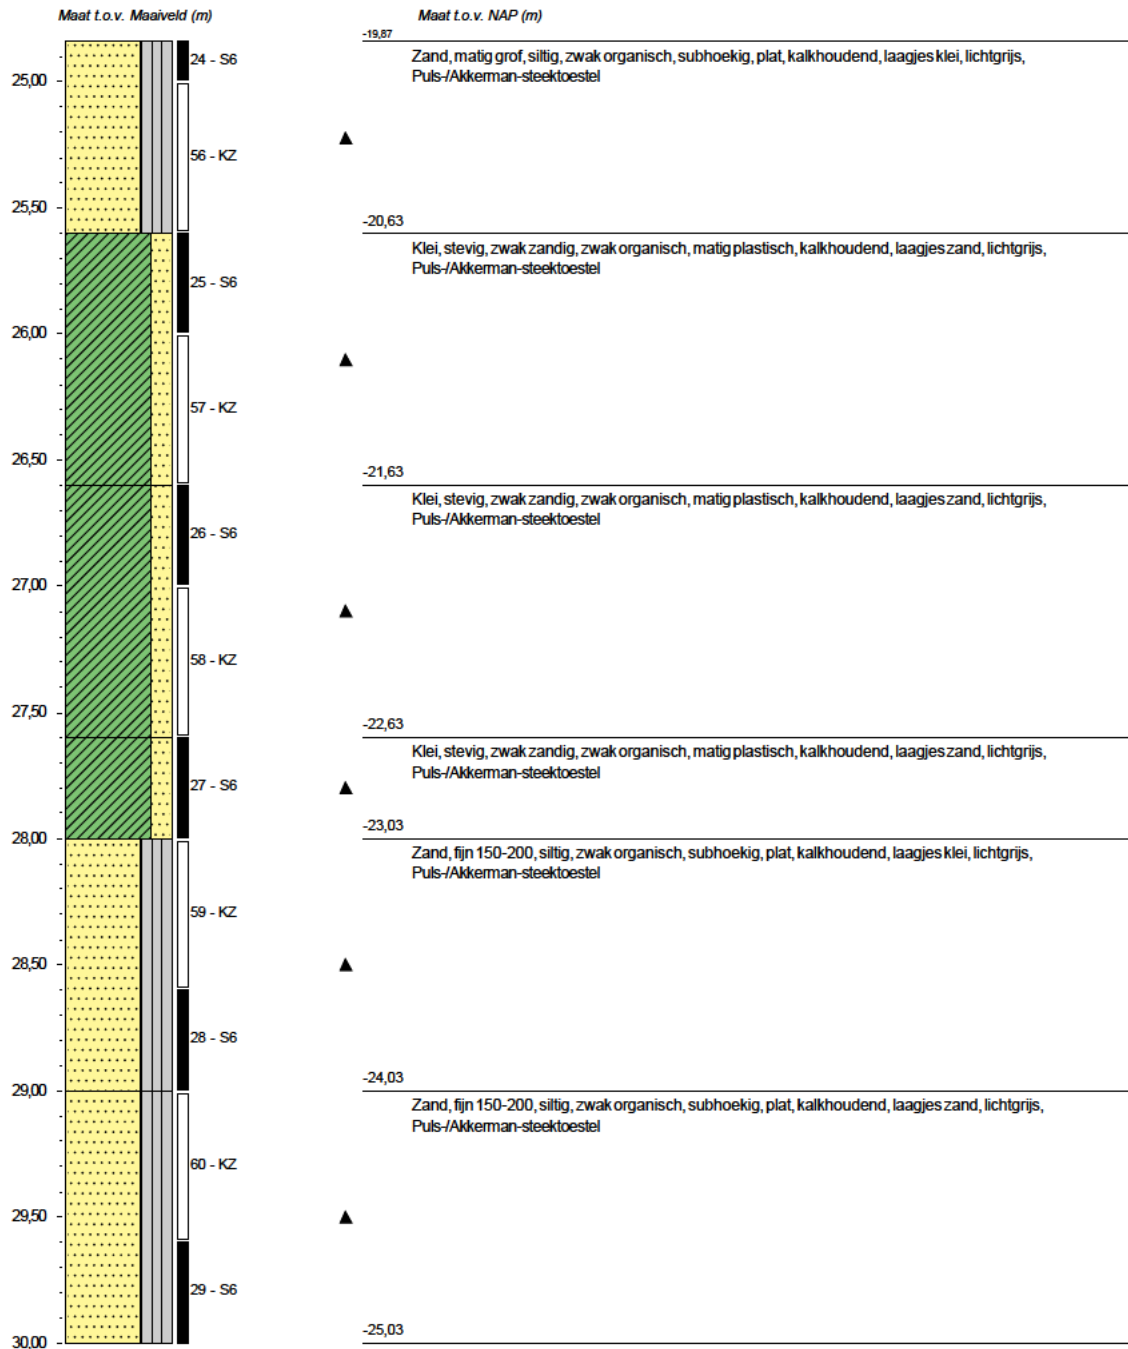 Maat t.o.v. Maaiveld (m)
Maat t.o.v. NAP (m)
-19,87
24 - S6
Zand, matig grof, siltig, zwak organisch, subhoekig, plat, kalkhoudend, laagjes klei, lichtgrijs,
Puls-/Akkerman-steektoestel
25,00
56 - KZ
25,50
-20,63
Klei, stevig, zwak zandig, zwak organisch, matig plastisch, kalkhoudend, laagjes zand, lichtgrijs,
Puls-/Akkerman-steektoestel
25 - S6
26,00
57 - KZ
26,50
-21,63
Klei, stevig, zwak zandig, zwak organisch, matig plastisch, kalkhoudend, laagjes zand, lichtgrijs,
Puls-/Akkerman-steektoestel
26 - S6
27,00
58 - KZ
27,50
-22,63
Klei, stevig, zwak zandig, zwak organisch, matig plastisch, kalkhoudend, laagjes zand, lichtgrijs,
Puls-/Akkerman-steektoestel
27 - S6
28,00
-23,03
Zand, fijn 150-200, siltig, zwak organisch, subhoekig, plat, kalkhoudend, laagjes klei, lichtgrijs,
Puls-/Akkerman-steektoestel
59 - KZ
28,50
28 - S6
29,00
-24,03
Zand, fijn 150-200, siltig, zwak organisch, subhoekig, plat, kalkhoudend, laagjes zand, lichtgrijs,
Puls-/Akkerman-steektoestel
60 - KZ
29,50
29 - S6
30,00
-25,03